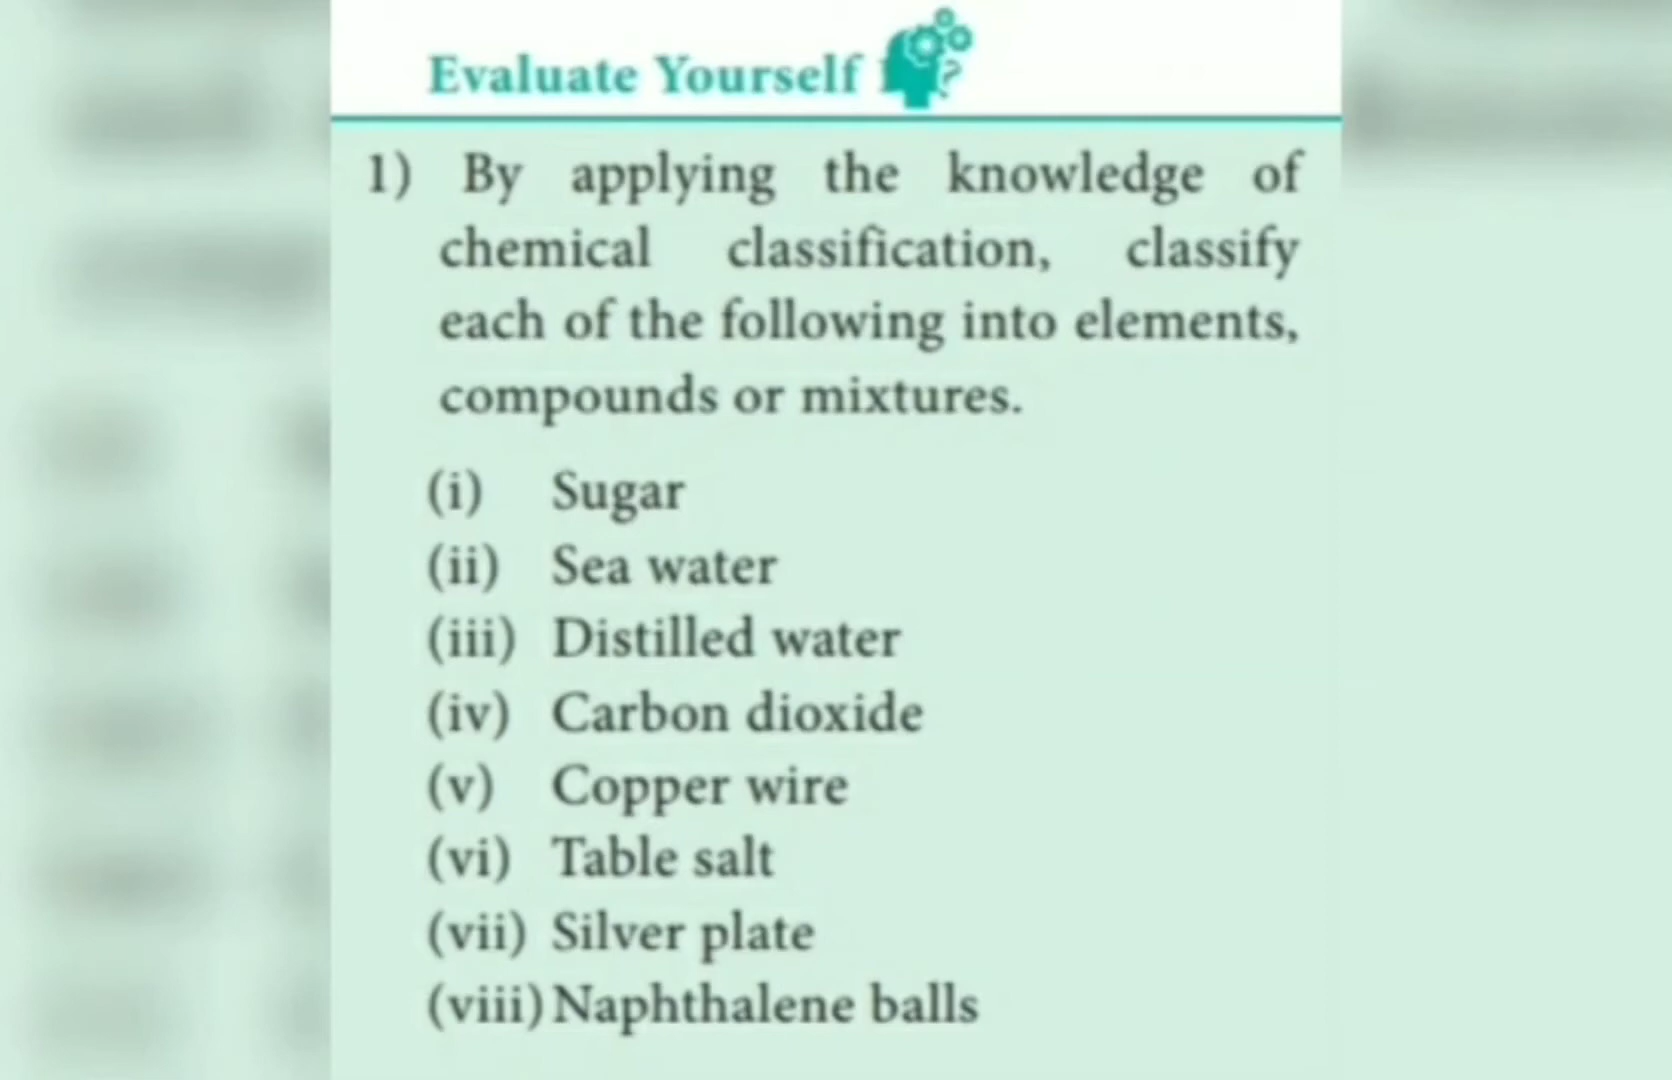 Evaluate Yourself
1) By applying the knowledge of
chemical classification, classify
each of the following into elements,
compounds or mixtures.
(i) Sugar
(ii) Sea water
(iii) Distilled water
(iv) Carbon dioxide
(v) Copper wire
(vi) Table salt
(vii) Silver plate
(viii) Naphthalene balls